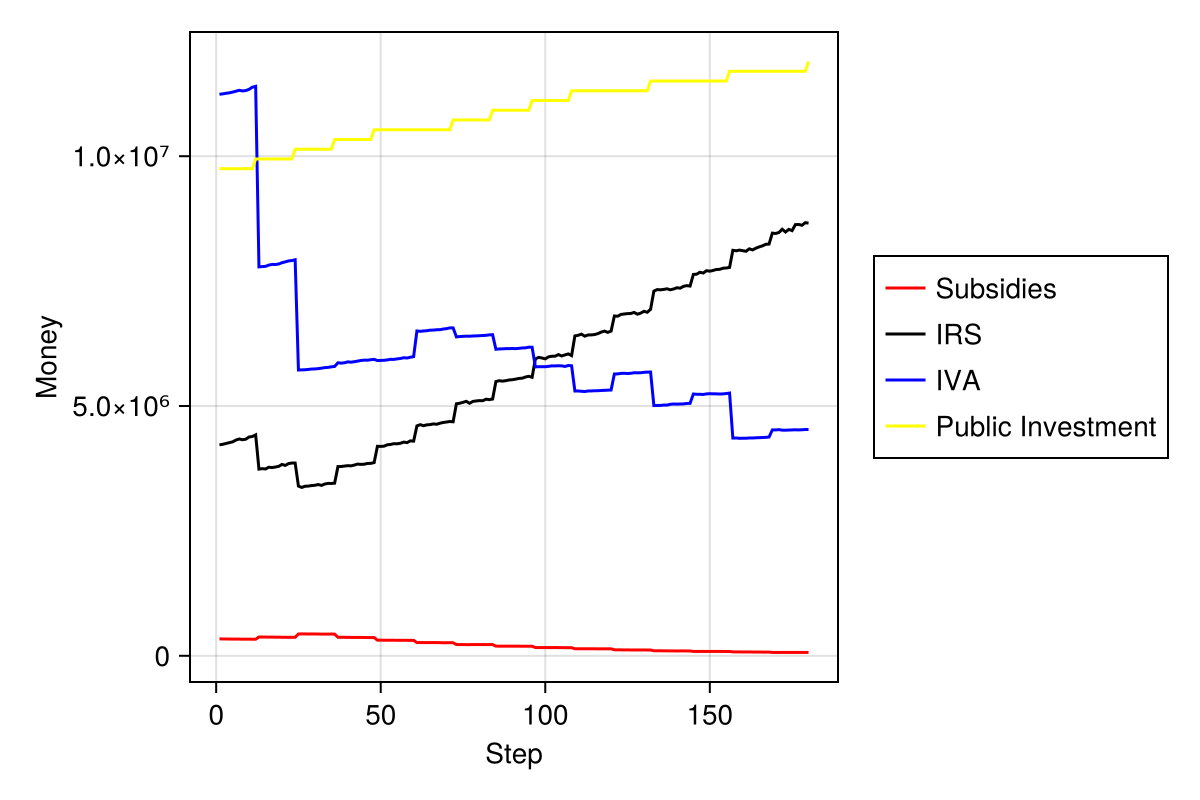 1.0×10⁷
5.0×10⁶
0
Money
0 50 100 150
Step
Subsidies
IRS
IVA
Public Investment